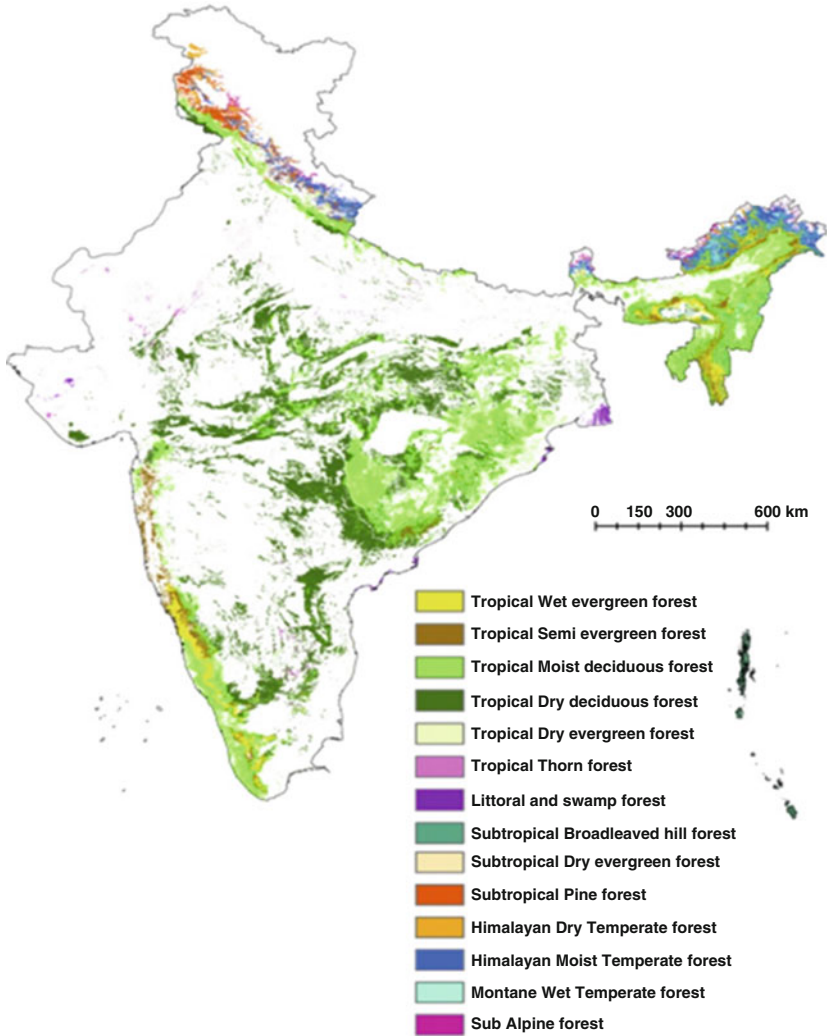 0 150 300 600 km
Tropical Wet evergreen forest
Tropical Semi evergreen forest
Tropical Moist deciduous forest
Tropical Dry deciduous forest
Tropical Dry evergreen forest
Tropical Thorn forest
Littoral and swamp forest
Subtropical Broadleaved hill forest
Subtropical Dry evergreen forest
Subtropical Pine forest
Himalayan Dry Temperate forest
Himalayan Moist Temperate forest
Montane Wet Temperate forest
Sub Alpine forest